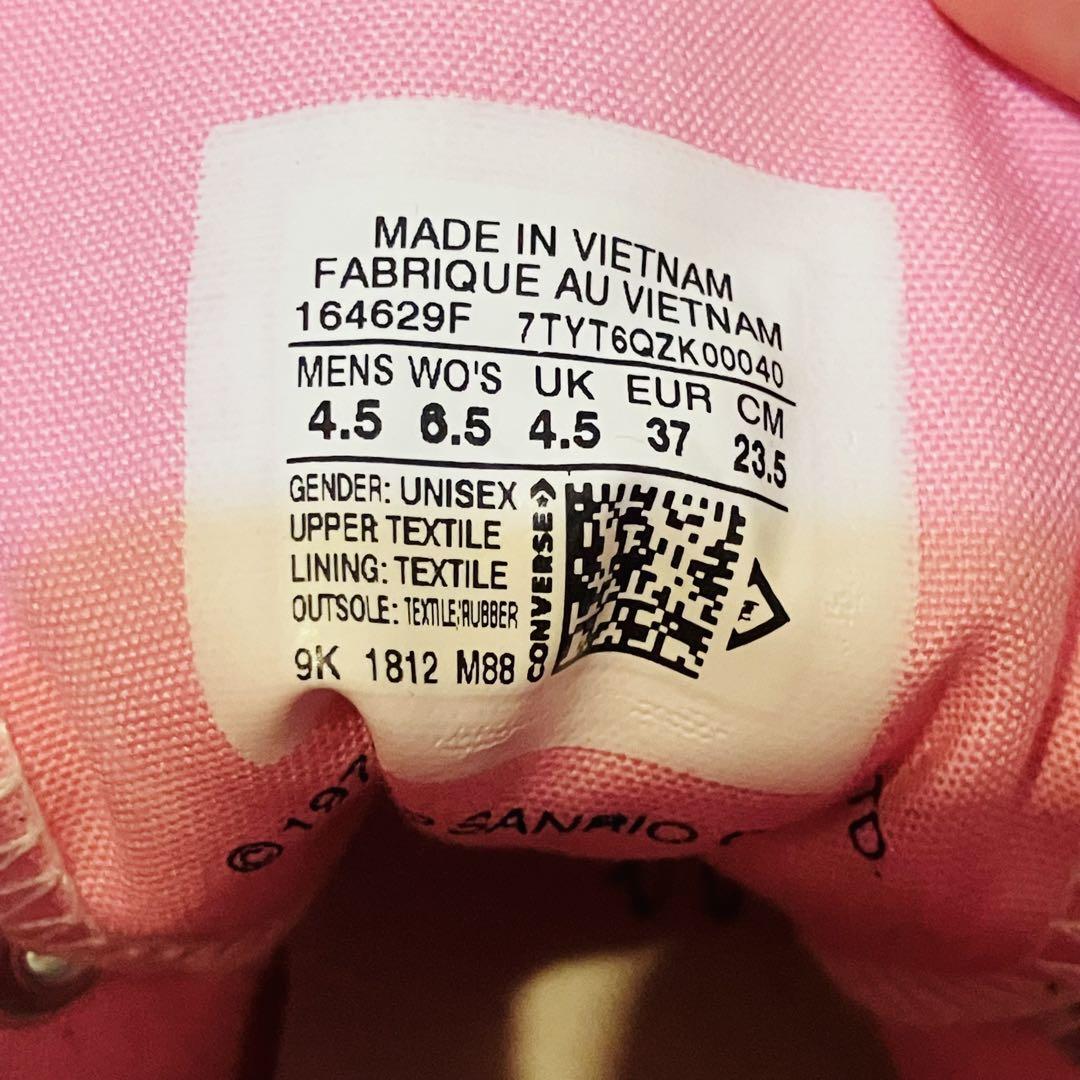 MADE IN VIETNAM
FABRIQUE AU VIETNAM
164629F 7TYT6QZK00040
MENS WO'S UK EUR CM
4.5 6.5 4.5 37 23.5
GENDER: UNISEX
UPPER: TEXTILE
LINING: TEXTILE
OUTSOLE: TEXTILE;RUBBER
9K 1812 M88
CONVERSE
© SANRIO TD.